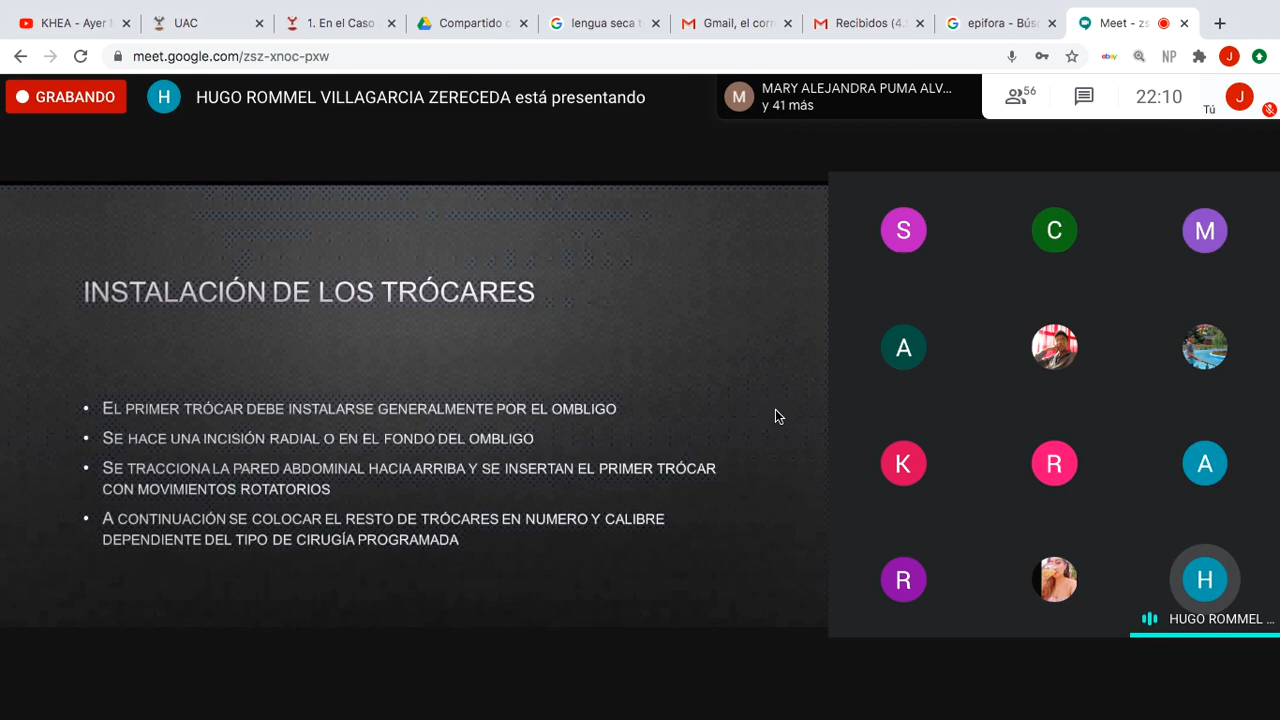 KHEA - Ayer M
UAC
1. En el Caso
Compartido c
lengua seca t
Gmail, el corr
Recibidos (4.
epifora - Bús
Meet - zs
meet.google.com/zsz-xnoc-pxw
ebay
NP
J
GRABANDO
H
HUGO ROMMEL VILLAGARCIA ZERECEDA está presentando
M
MARY ALEJANDRA PUMA ALV...
y 41 más
56
22:10
Tú
J
INSTALACIÓN DE LOS TRÓCARES
• EL PRIMER TRÓCAR DEBE INSTALARSE GENERALMENTE POR EL OMBLIGO
• SE HACE UNA INCISIÓN RADIAL O EN EL FONDO DEL OMBLIGO
• SE TRACCIONA LA PARED ABDOMINAL HACIA ARRIBA Y SE INSERTAN EL PRIMER TRÓCAR
CON MOVIMIENTOS ROTATORIOS
• A CONTINUACIÓN SE COLOCAR EL RESTO DE TRÓCARES EN NUMERO Y CALIBRE
DEPENDIENTE DEL TIPO DE CIRUGÍA PROGRAMADA
S
C
M
A
K
R
A
R
H
HUGO ROMMEL ...